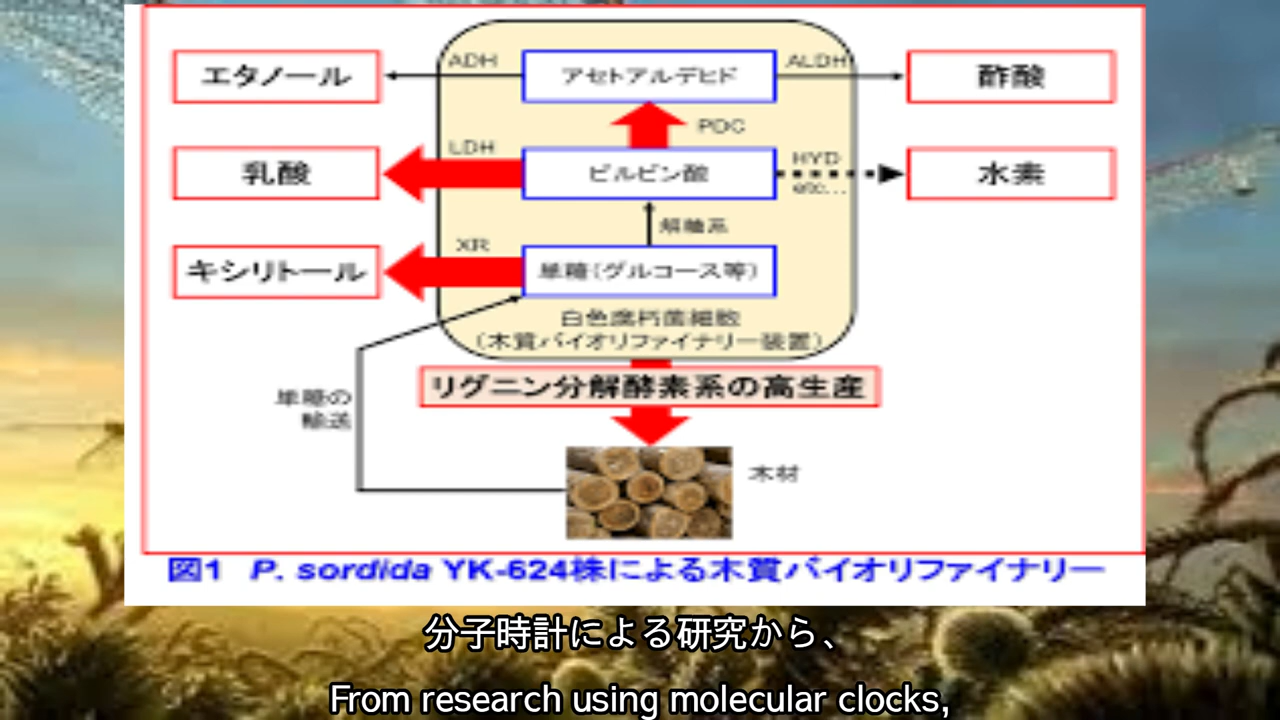 エタノール
ADH
アセトアルデヒド
ALDH
酢酸
PDC
乳酸
LDH
ピルビン酸
HYD
etc...
水素
解糖系
キシリトール
XR
単糖(グルコース等)
白色腐朽菌細胞
(木質バイオリファイナリー装置)
リグニン分解酵素系の高生産
単糖の
輸送
木材
図1 P. sordida YK-624株による木質バイオリファイナリー
分子時計による研究から、
From research using molecular clocks,